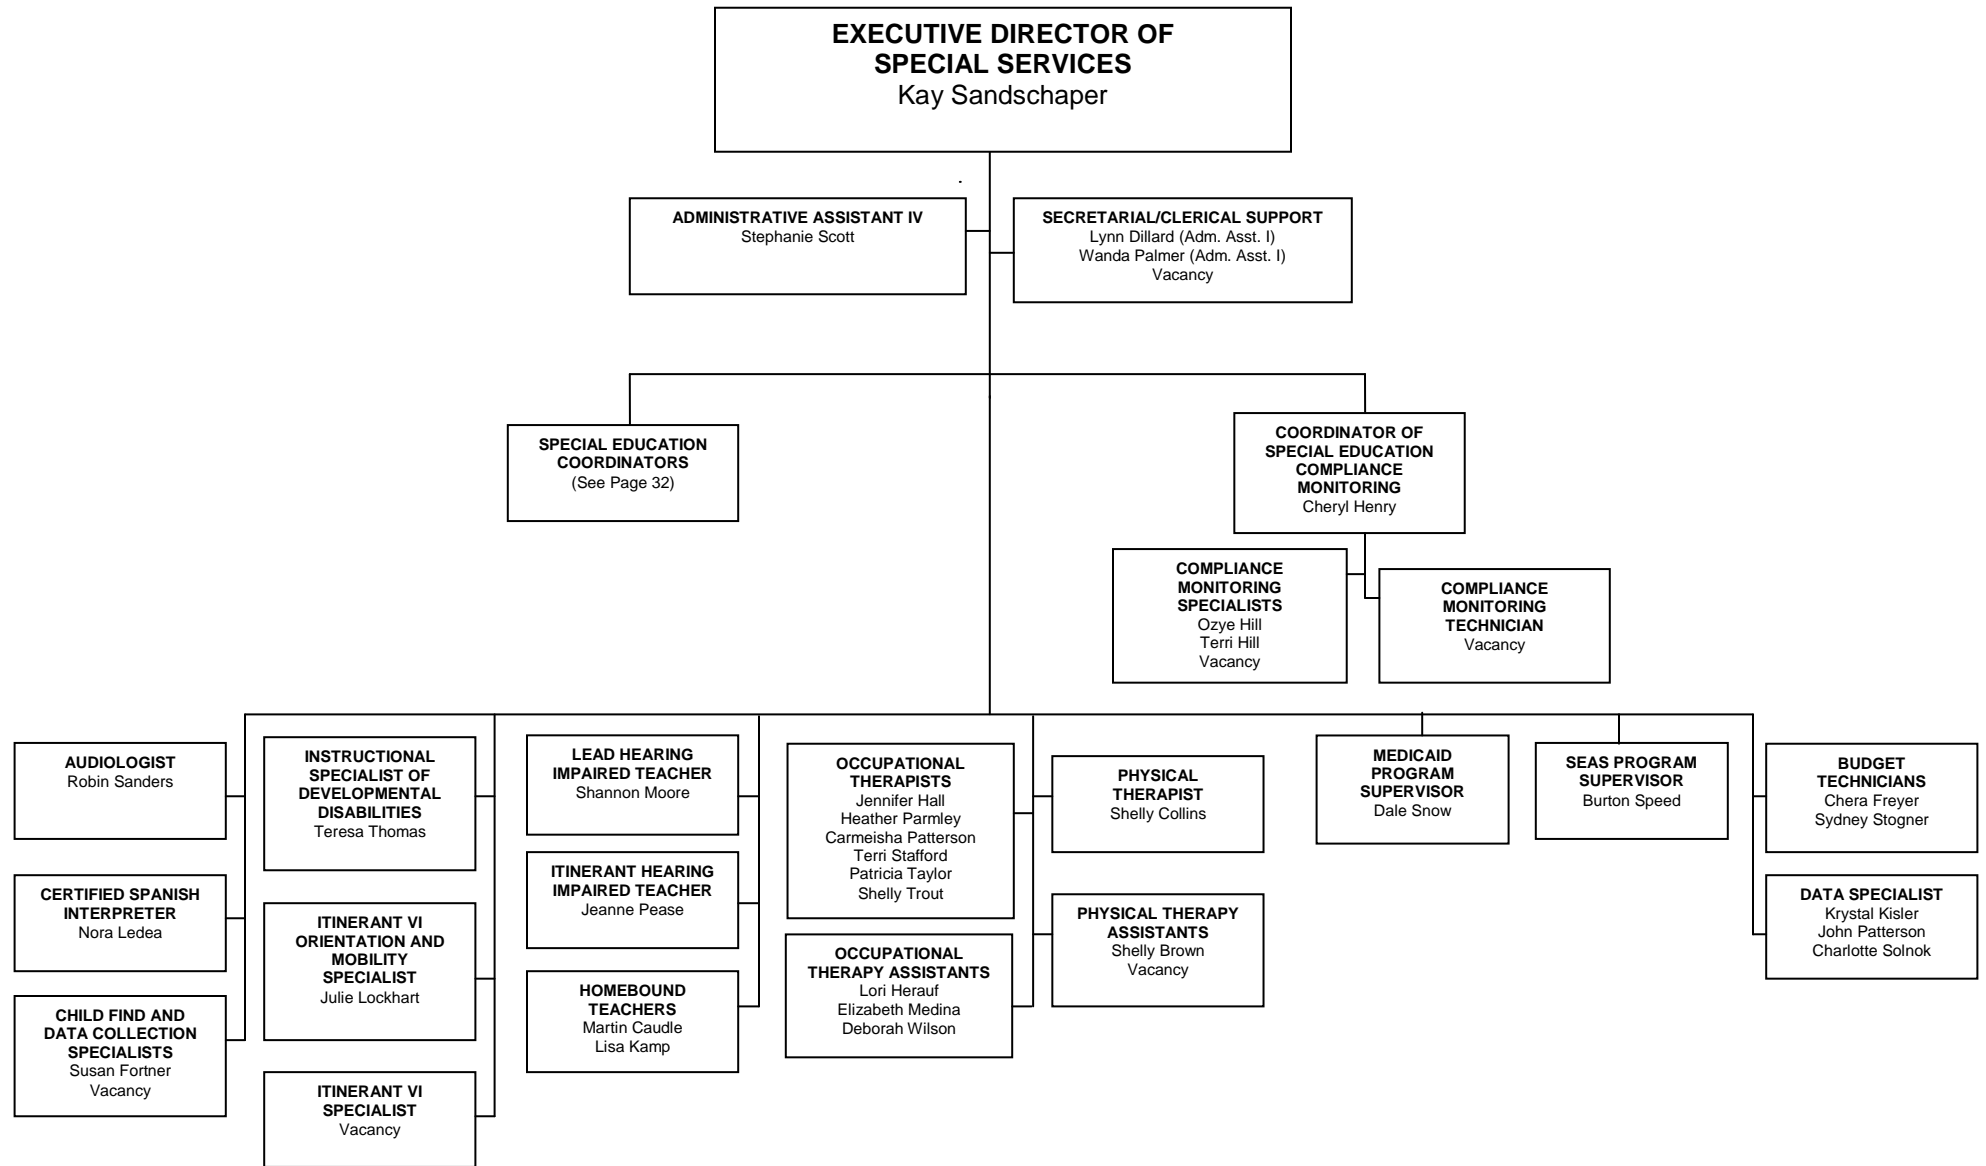 EXECUTIVE DIRECTOR OF
SPECIAL SERVICES
Kay Sandschaper
ADMINISTRATIVE ASSISTANT IV
Stephanie Scott
SECRETARIAL/CLERICAL SUPPORT
Lynn Dillard (Adm. Asst. I)
Wanda Palmer (Adm. Asst. I)
Vacancy
SPECIAL EDUCATION
COORDINATORS
(See Page 32)
COORDINATOR OF
SPECIAL EDUCATION
COMPLIANCE
MONITORING
Cheryl Henry
COMPLIANCE
MONITORING
SPECIALISTS
Ozye Hill
Terri Hill
Vacancy
COMPLIANCE
MONITORING
TECHNICIAN
Vacancy
AUDIOLOGIST
Robin Sanders
CERTIFIED SPANISH
INTERPRETER
Nora Ledea
CHILD FIND AND
DATA COLLECTION
SPECIALISTS
Susan Fortner
Vacancy
INSTRUCTIONAL
SPECIALIST OF
DEVELOPMENTAL
DISABILITIES
Teresa Thomas
ITINERANT VI
ORIENTATION AND
MOBILITY
SPECIALIST
Julie Lockhart
ITINERANT VI
SPECIALIST
Vacancy
LEAD HEARING
IMPAIRED TEACHER
Shannon Moore
ITINERANT HEARING
IMPAIRED TEACHER
Jeanne Pease
HOMEBOUND
TEACHERS
Martin Caudle
Lisa Kamp
OCCUPATIONAL
THERAPISTS
Jennifer Hall
Heather Parmley
Carmeisha Patterson
Terri Stafford
Patricia Taylor
Shelly Trout
OCCUPATIONAL
THERAPY ASSISTANTS
Lori Herauf
Elizabeth Medina
Deborah Wilson
PHYSICAL
THERAPIST
Shelly Collins
PHYSICAL THERAPY
ASSISTANTS
Shelly Brown
Vacancy
MEDICAID
PROGRAM
SUPERVISOR
Dale Snow
SEAS PROGRAM
SUPERVISOR
Burton Speed
BUDGET
TECHNICIANS
Chera Freyer
Sydney Stogner
DATA SPECIALIST
Krystal Kisler
John Patterson
Charlotte Solnok